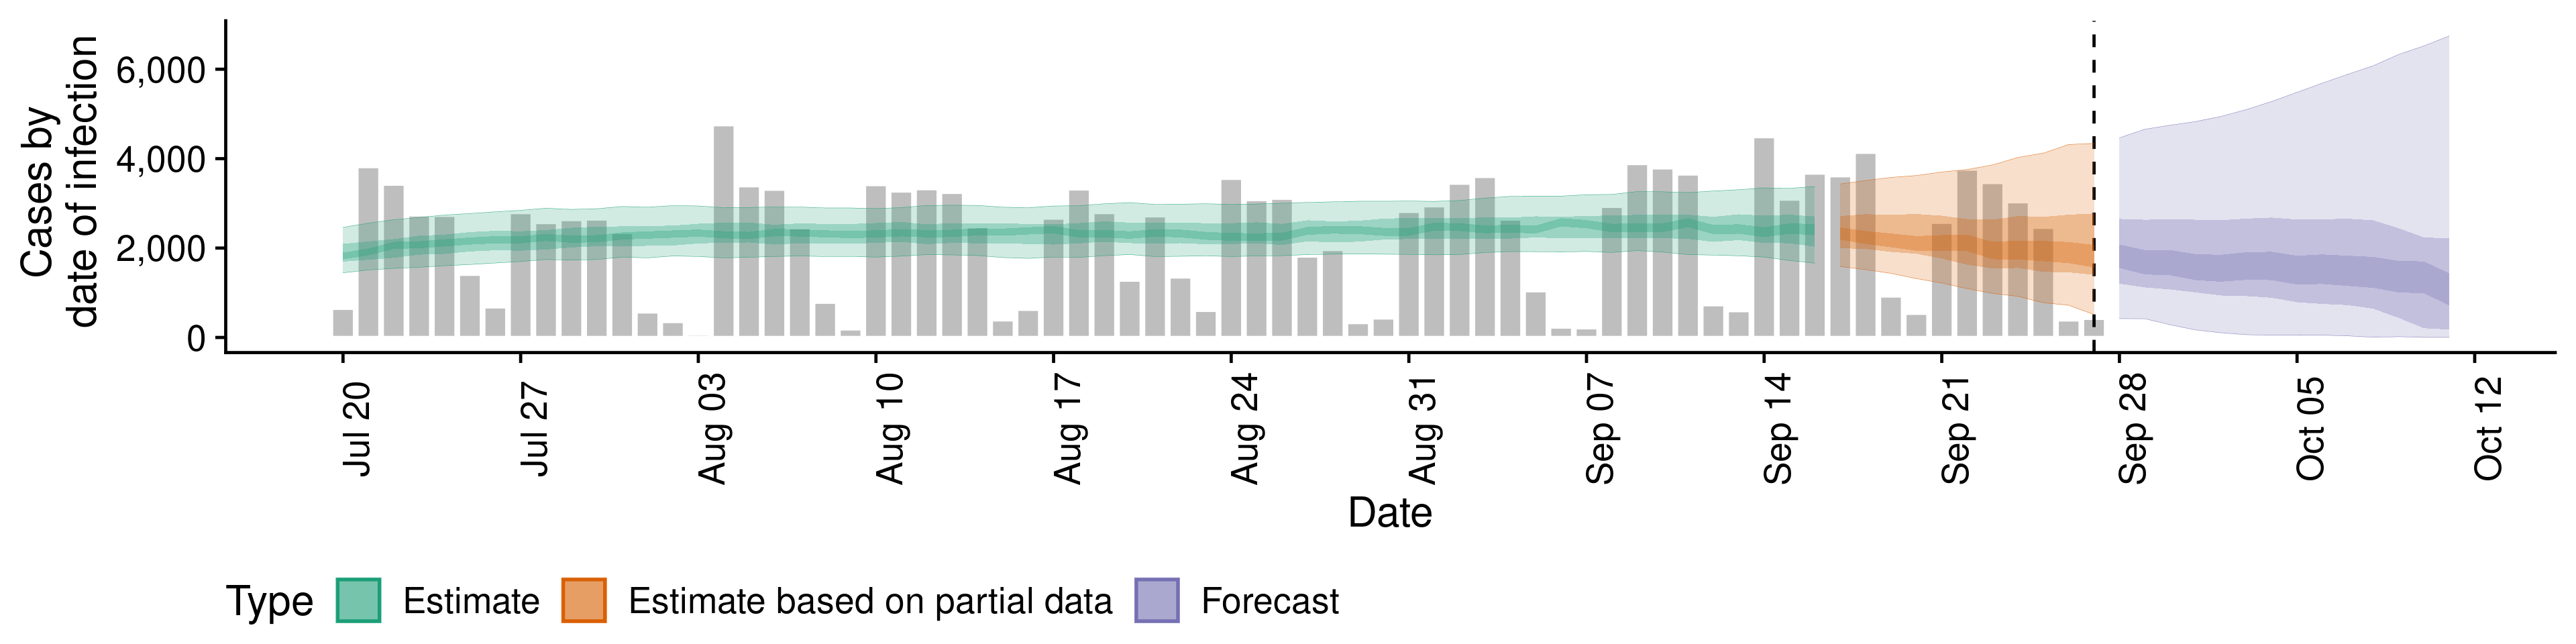 Cases by
date of infection
6,000
4,000
2,000
0
Jul 20
Jul 27
Aug 03
Aug 10
Aug 17
Aug 24
Aug 31
Sep 07
Sep 14
Sep 21
Sep 28
Oct 05
Oct 12
Date
Type Estimate Estimate based on partial data Forecast